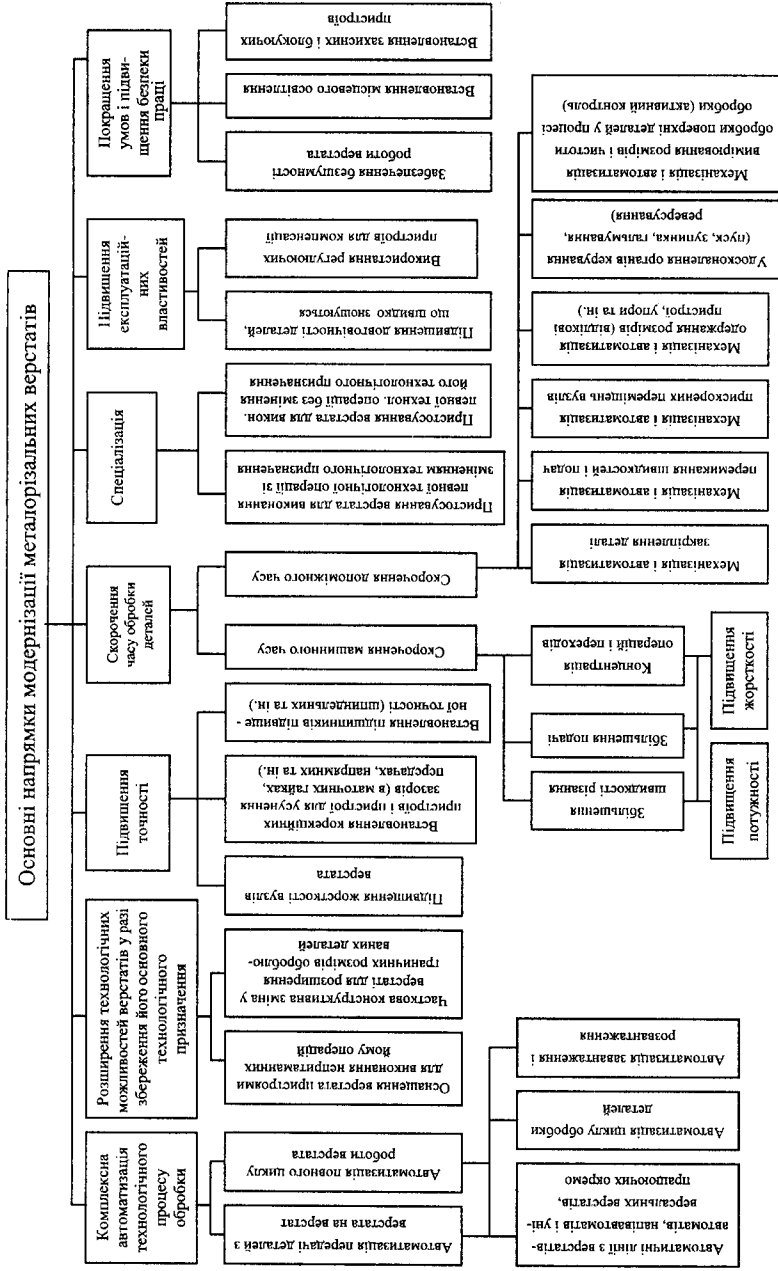 Основні напрямки модернізації металорізальних верстатів
Комплексна
автоматизація
технологічного
процесу
обробки
Розширення технологічних
можливостей верстатів у разі
збереження його основного
технологічного
призначення
Підвищення
точності
Скорочення
часу обробки
деталей
Спеціалізація
Підвищення
експлуатацій-
них
властивостей
Покращення
умов і підви-
щення безпеки
праці
Автоматизація передачі деталей з
верстата на верстат
Автоматизація повного циклу
роботи верстата
Оснащення верстата пристроями
для виконання непритаманних
йому операцій
Часткова конструктивна зміна у
верстаті для розширення
граничних розмірів оброблю-
ваних деталей
Підвищення жорсткості вузлів
верстата
Встановлення корекційних
пристроїв і пристрої для усунення
зазорів (в маточних гайках,
передачах, напрямних та ін.)
Встановлення підшипників підвище -
ної точності (шпиндельних та ін.)
Скорочення машинного часу
Скорочення допоміжного часу
Пристосування верстата для виконання
певної технологічної операції зі
зміненням технологічного призначення
Пристосування верстата для викон.
певної технол. операції без змінення
його технологічного призначення
Підвищення довговічності деталей,
що швидко зношуються
Використання регулюючих
пристроїв для компенсації
Забезпечення безшумності
роботи верстата
Встановлення місцевого освітлення
Встановлення захисних і блокуючих
пристроїв
Автоматичні лінії з верстатів-
автоматів, напівавтоматів і уні-
версальних верстатів,
працюючих окремо
Автоматизація циклу обробки
деталей
Автоматизація завантаження і
розвантаження
Збільшення
швидкості різання
Збільшення подачі
Концентрація
операцій і
переходів
Підвищення
потужності
Підвищення
жорсткості
Механізація і автоматизація
закріплення деталі
Механізація і автоматизація
перемикання швидкостей і подач
Механізація і автоматизація
прискорених переміщень вузлів
Механізація і автоматизація
одержання розмірів (відлікові
пристрої, упори та ін.)
Удосконалення органів керування
(пуск, зупинка, гальмування,
реверсування)
Механізація і автоматизація
вимірювання розмірів і чистоти
обробки поверхні деталей у процесі
обробки (активний контроль)